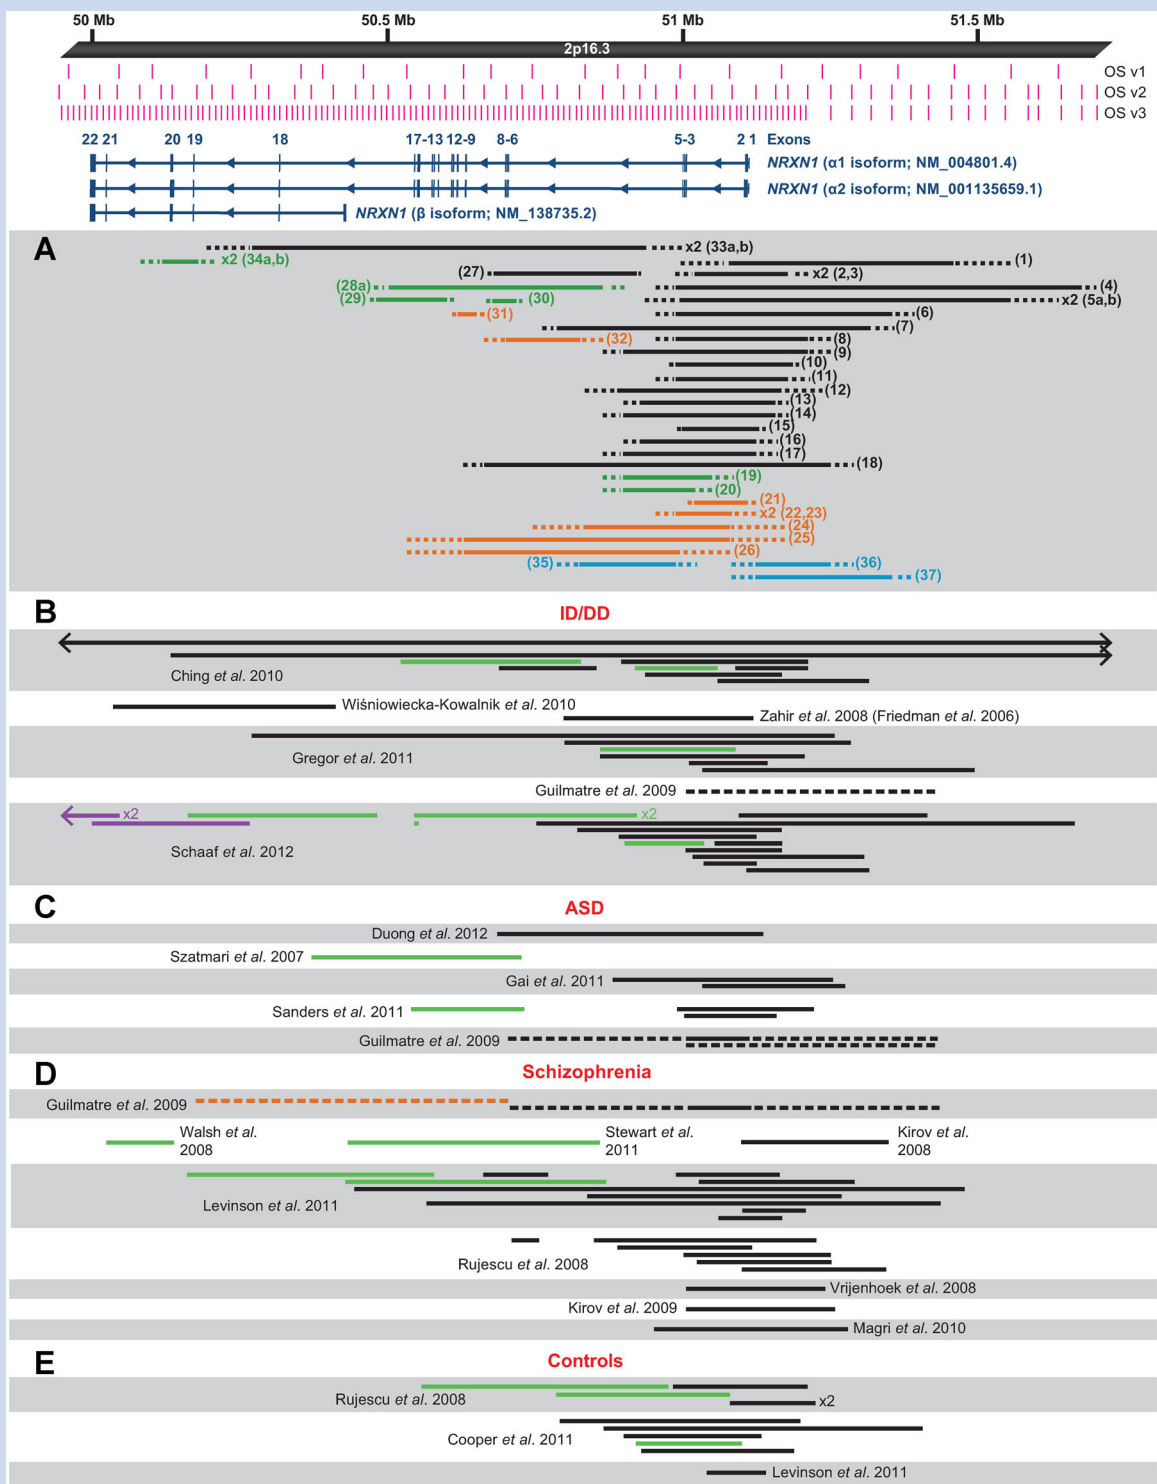 50 Mb 50.5 Mb 51 Mb 51.5 Mb
2p16.3
OS v1
OS v2
OS v3
22 21 20 19 18 17-13 12-9 8-6 5-3 2 1 Exons
NRXN1 (α1 isoform; NM_004801.4)
NRXN1 (α2 isoform; NM_001135659.1)
NRXN1 (β isoform; NM_138735.2)
A
x2 (33a,b)
x2 (34a,b) (1)
(27) x2 (2,3)
(28a) (4)
(29) (30) x2 (5a,b)
(31) (6)
(7)
(32) (8)
(9)
(10)
(11)
(12)
(13)
(14)
(15)
(16)
(17)
(18)
(19)
(20)
(21)
x2 (22,23)
(24)
(25)
(26)
(35) (36)
(37)
B ID/DD
Ching et al. 2010
Wiśniowiecka-Kowalnik et al. 2010
Zahir et al. 2008 (Friedman et al. 2006)
Gregor et al. 2011
Guilmatre et al. 2009
x2 x2
Schaaf et al. 2012
C ASD
Duong et al. 2012
Szatmari et al. 2007
Gai et al. 2011
Sanders et al. 2011
Guilmatre et al. 2009
D Schizophrenia
Guilmatre et al. 2009
Walsh et al. 2008 Stewart et al. 2011 Kirov et al. 2008
Levinson et al. 2011
Rujescu et al. 2008
Vrijenhoek et al. 2008
Kirov et al. 2009
Magri et al. 2010
E Controls
Rujescu et al. 2008 x2
Cooper et al. 2011
Levinson et al. 2011